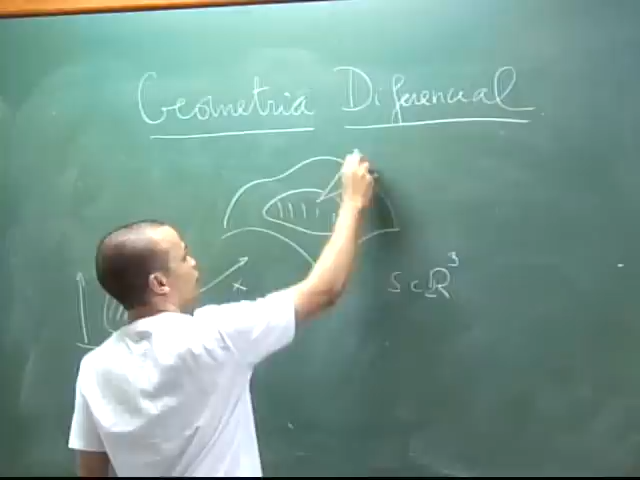 Geometria Diferencial
x
S ⊂ ℝ³